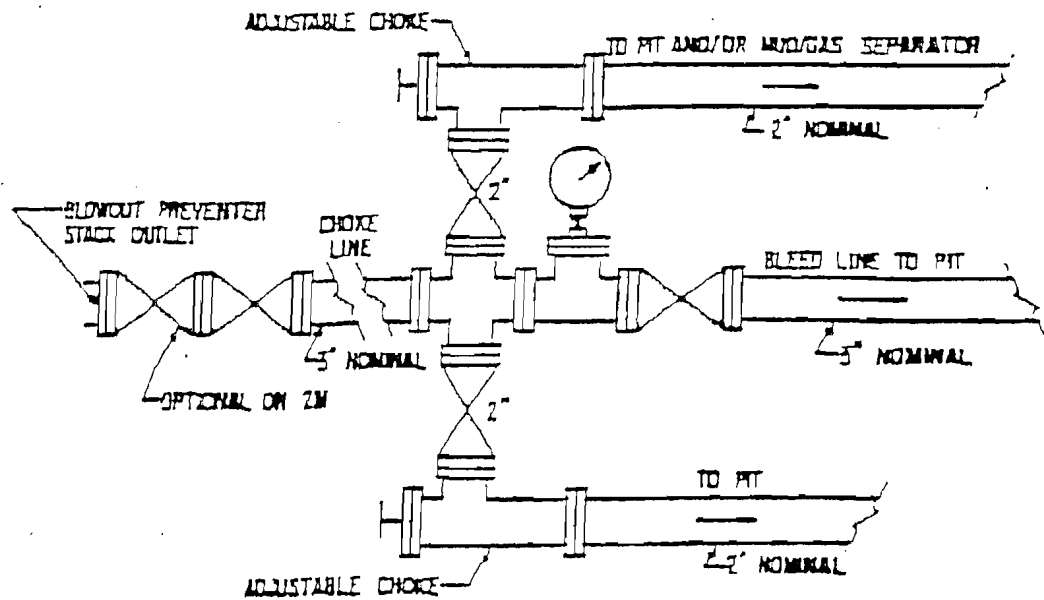 ADJUSTABLE CHOKE
TO PIT AND/OR MUD/GAS SEPARATOR
2" NOMINAL
2"
BLOWOUT PREVENTER
STACK OUTLET
CHOKE
LINE
BLEED LINE TO PIT
3" NOMINAL
3" NOMINAL
OPTIONAL ON 2M
2"
TO PIT
2" NOMINAL
ADJUSTABLE CHOKE